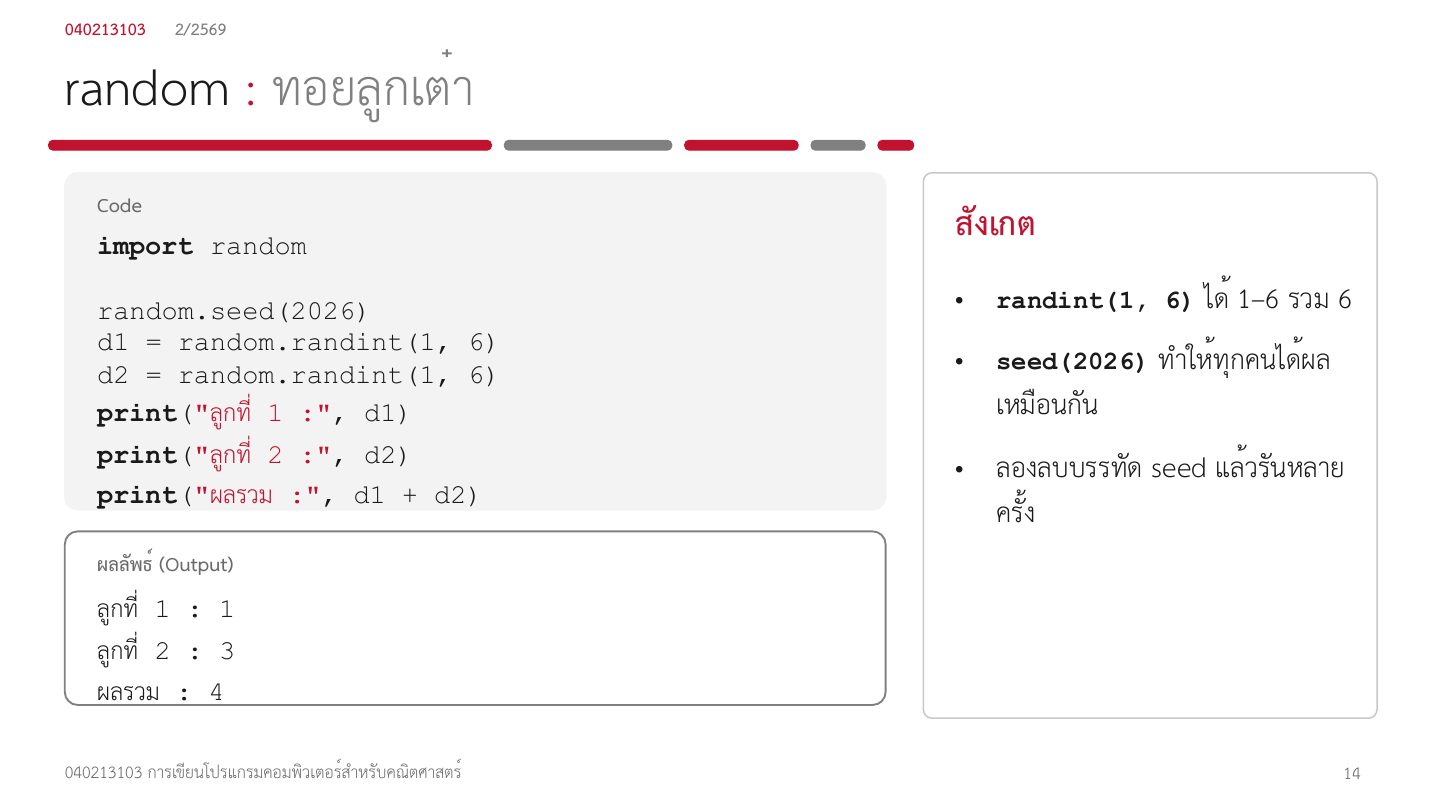 040213103 2/2569
random : ทอยลูกเต๋า
Code
import random
random.seed(2026)
d1 = random.randint(1, 6)
d2 = random.randint(1, 6)
print("ลูกที่ 1 :", d1)
print("ลูกที่ 2 :", d2)
print("ผลรวม :", d1 + d2)
ผลลัพธ์ (Output)
ลูกที่ 1 : 1
ลูกที่ 2 : 3
ผลรวม : 4
สังเกต
• randint(1, 6) ได้ 1–6 รวม 6
• seed(2026) ทำให้ทุกคนได้ผล
เหมือนกัน
• ลองลบบรรทัด seed แล้วรันหลาย
ครั้ง
040213103 การเขียนโปรแกรมคอมพิวเตอร์สำหรับคณิตศาสตร์
14